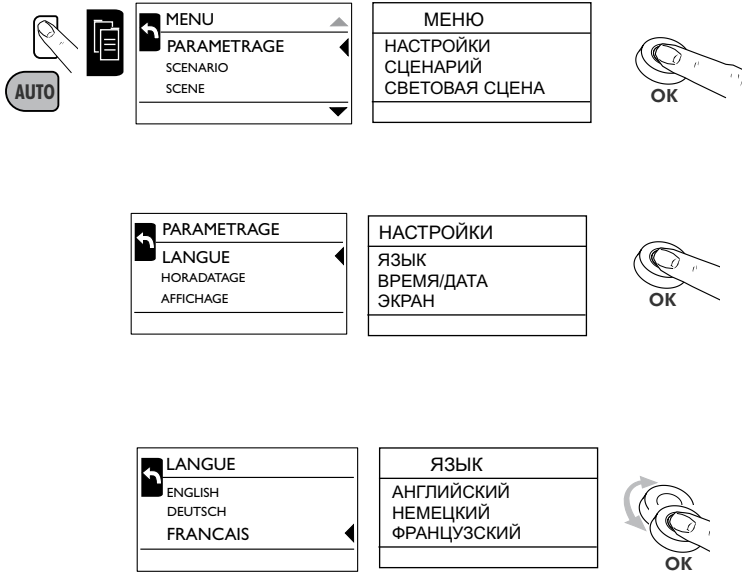 AUTO
MENU
PARAMETRAGE
SCENARIO
SCENE
МЕНЮ
НАСТРОЙКИ
СЦЕНАРИЙ
СВЕТОВАЯ СЦЕНА
OK
PARAMETRAGE
LANGUE
HORADATAGE
AFFICHAGE
НАСТРОЙКИ
ЯЗЫК
ВРЕМЯ/ДАТА
ЭКРАН
OK
LANGUE
ENGLISH
DEUTSCH
FRANCAIS
ЯЗЫК
АНГЛИЙСКИЙ
НЕМЕЦКИЙ
ФРАНЦУЗСКИЙ
OK